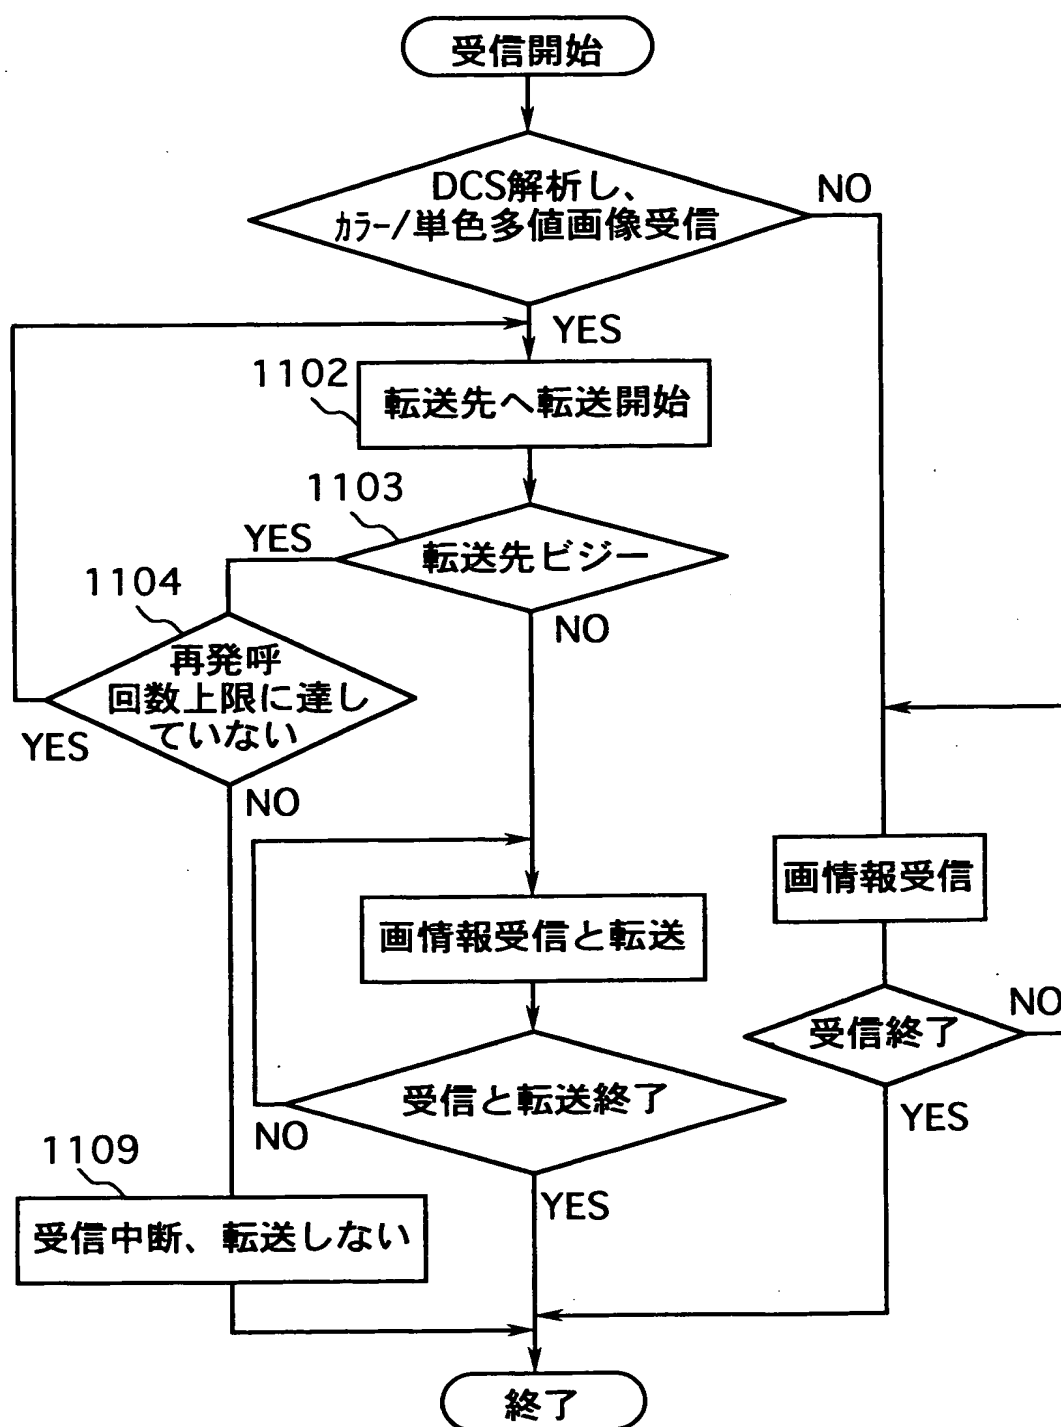 受信開始
DCS解析し、
カラー/単色多値画像受信
NO
YES
1102
転送先へ転送開始
1103
YES
転送先ビジー
1104
NO
再発呼
回数上限に達し
ていない
YES
NO
画情報受信
画情報受信と転送
NO
受信終了
受信と転送終了
NO
YES
1109
YES
受信中断、転送しない
終了